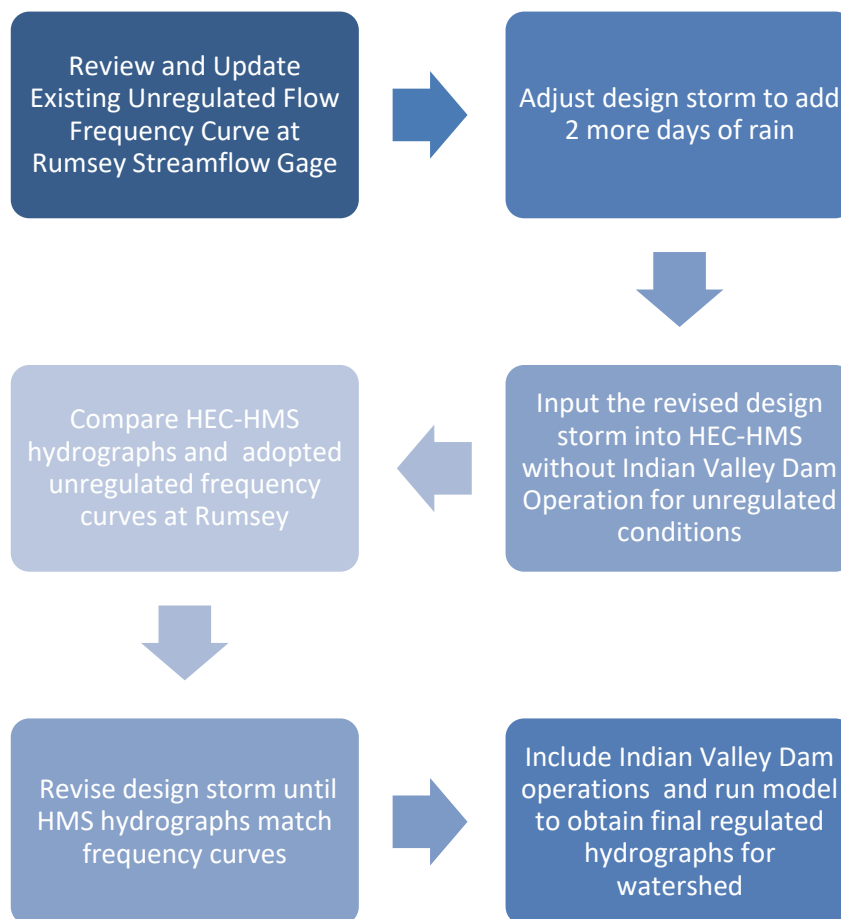 Review and Update
Existing Unregulated Flow
Frequency Curve at
Rumsey Streamflow Gage
Adjust design storm to add
2 more days of rain
Input the revised design
storm into HEC-HMS
without Indian Valley Dam
Operation for unregulated
conditions
Compare HEC-HMS
hydrographs and  adopted
unregulated frequency
curves at Rumsey
Revise design storm until
HMS hydrographs match
frequency curves
Include Indian Valley Dam
operations  and run model
to obtain final regulated
hydrographs for
watershed